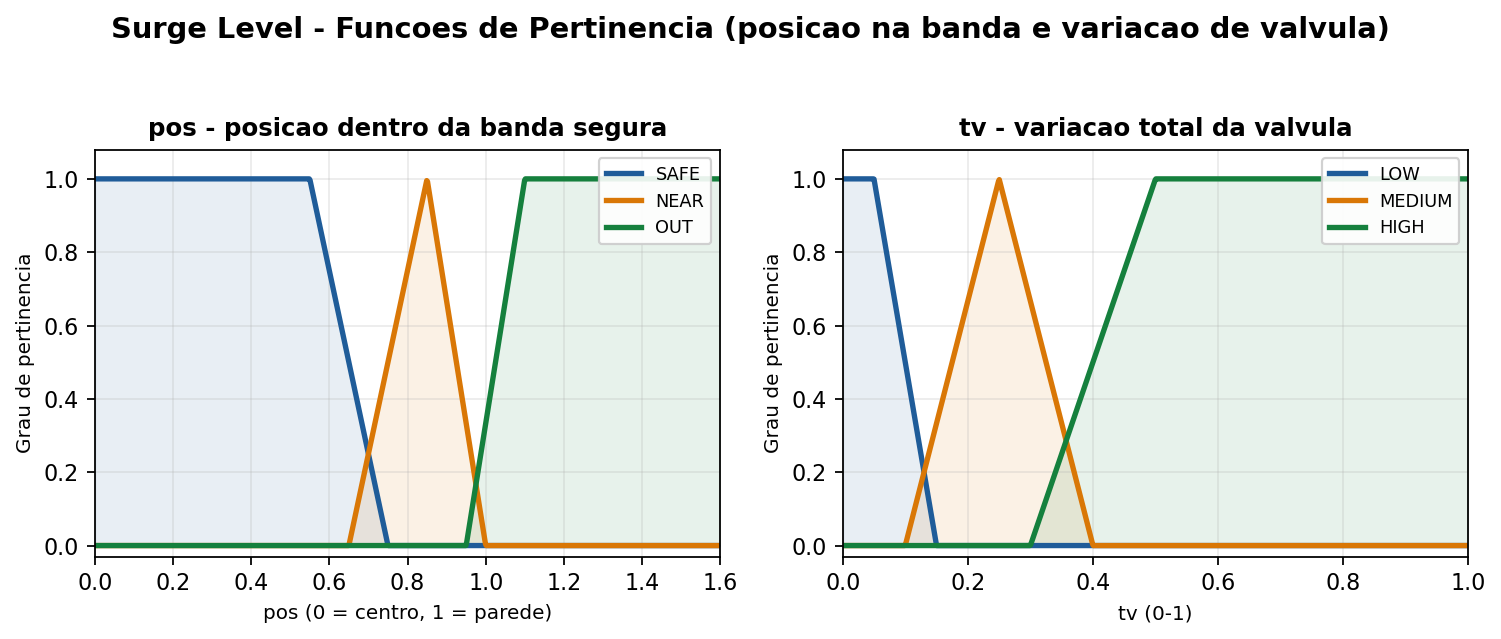 Surge Level - Funcoes de Pertinencia (posicao na banda e variacao de valvula)
pos - posicao dentro da banda segura
Grau de pertinencia
1.0
0.8
0.6
0.4
0.2
0.0
SAFE
NEAR
OUT
0.0 0.2 0.4 0.6 0.8 1.0 1.2 1.4 1.6
pos (0 = centro, 1 = parede)
tv - variacao total da valvula
Grau de pertinencia
1.0
0.8
0.6
0.4
0.2
0.0
LOW
MEDIUM
HIGH
0.0 0.2 0.4 0.6 0.8 1.0
tv (0-1)